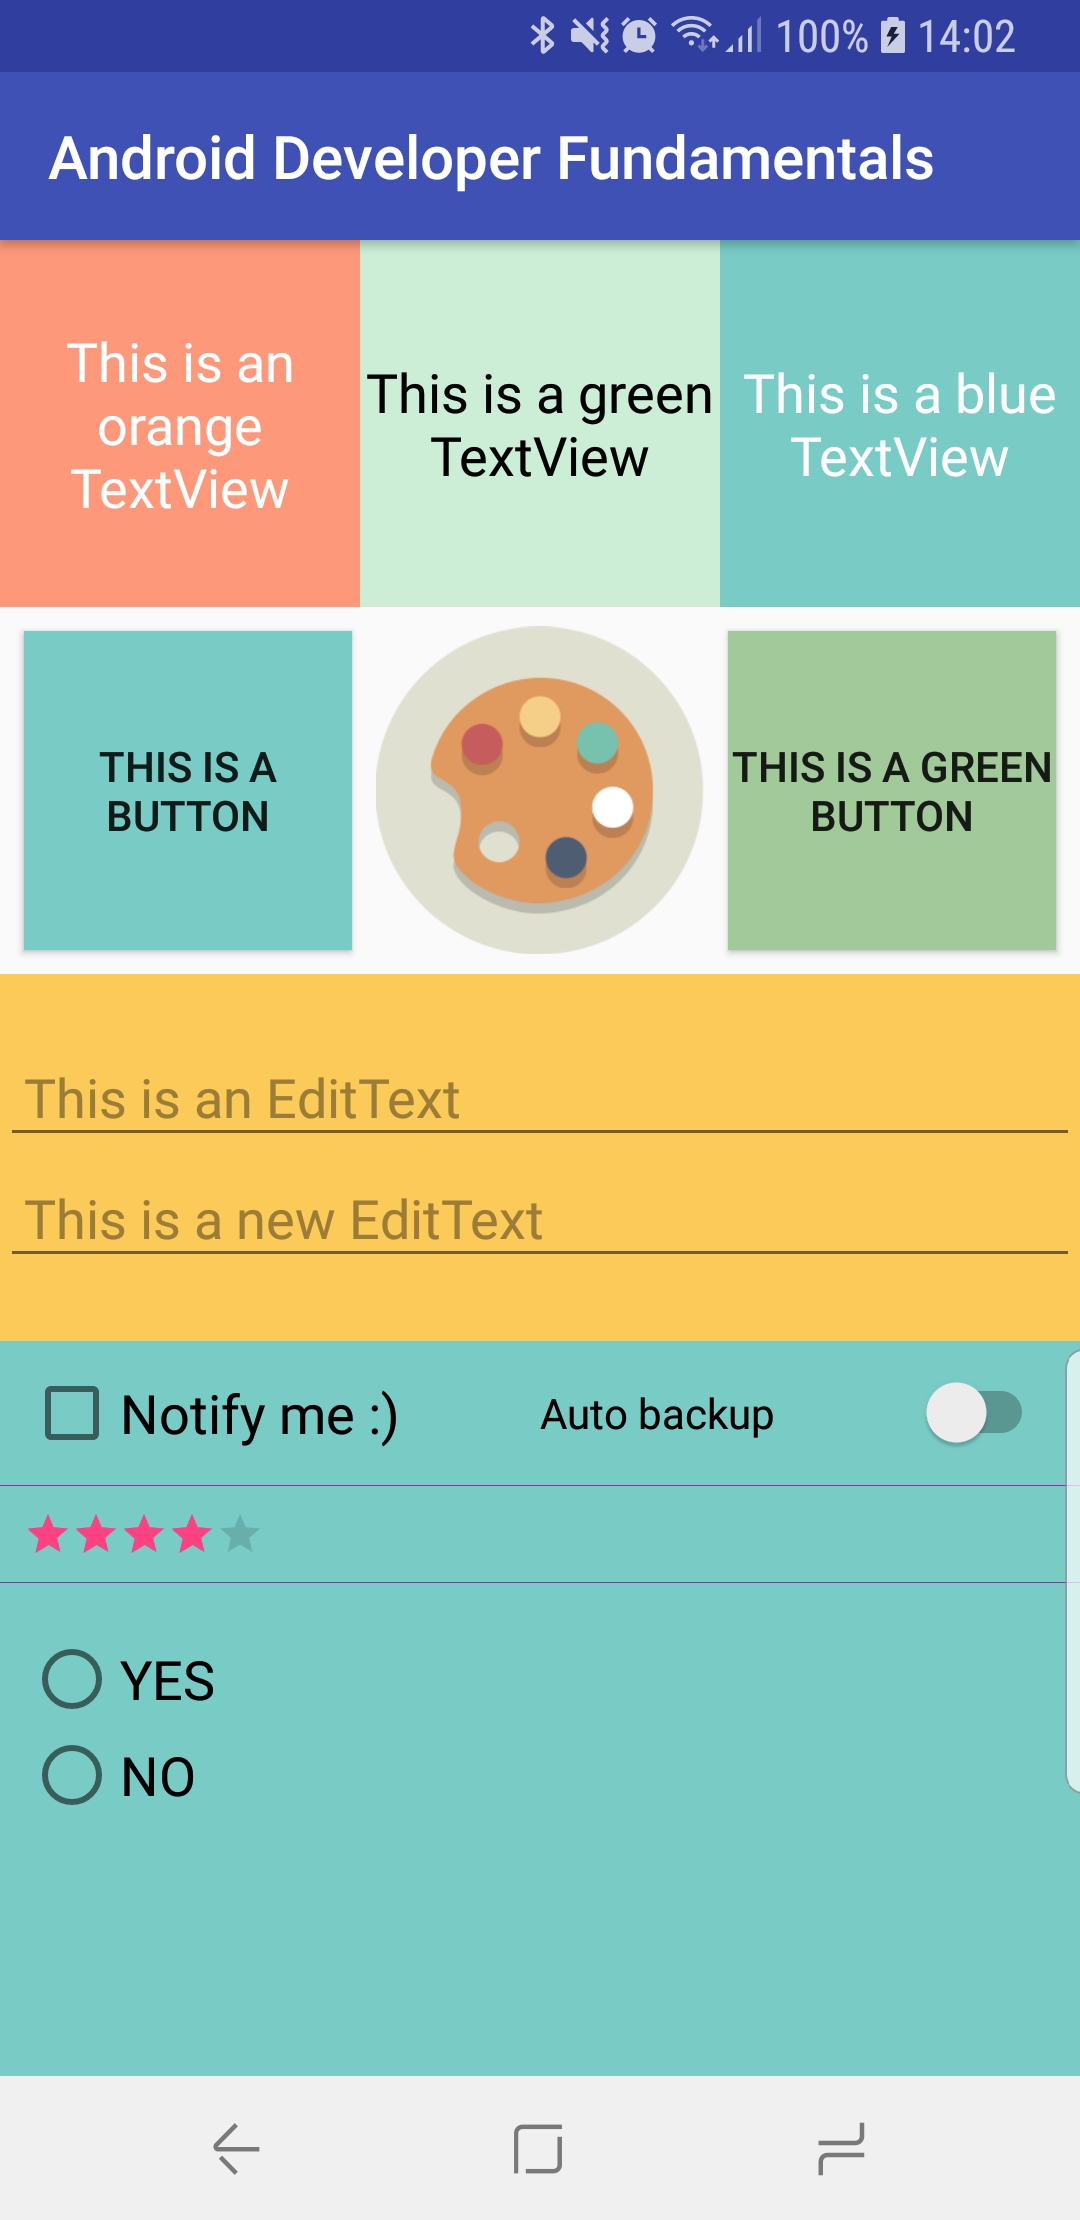 100% 14:02
Android Developer Fundamentals
This is an
orange
TextView
This is a green
TextView
This is a blue
TextView
THIS IS A
BUTTON
THIS IS A GREEN
BUTTON
This is an EditText
This is a new EditText
Notify me :)
Auto backup
YES
NO